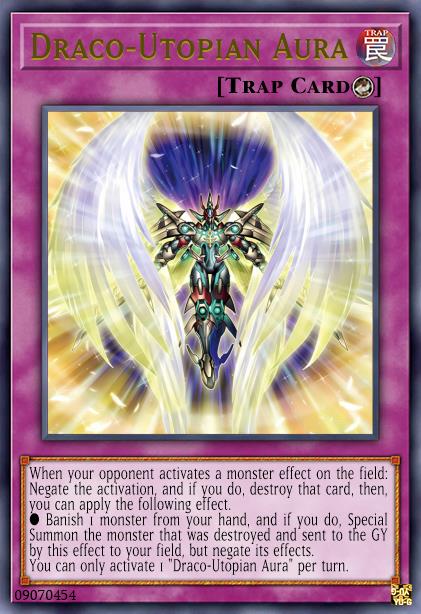 Draco-Utopian Aura
TRAP
罠
[Trap Card]
When your opponent activates a monster effect on the field:
Negate the activation, and if you do, destroy that card, then,
you can apply the following effect.
● Banish 1 monster from your hand, and if you do, Special
Summon the monster that was destroyed and sent to the GY
by this effect to your field, but negate its effects.
You can only activate 1 "Draco-Utopian Aura" per turn.
09070454